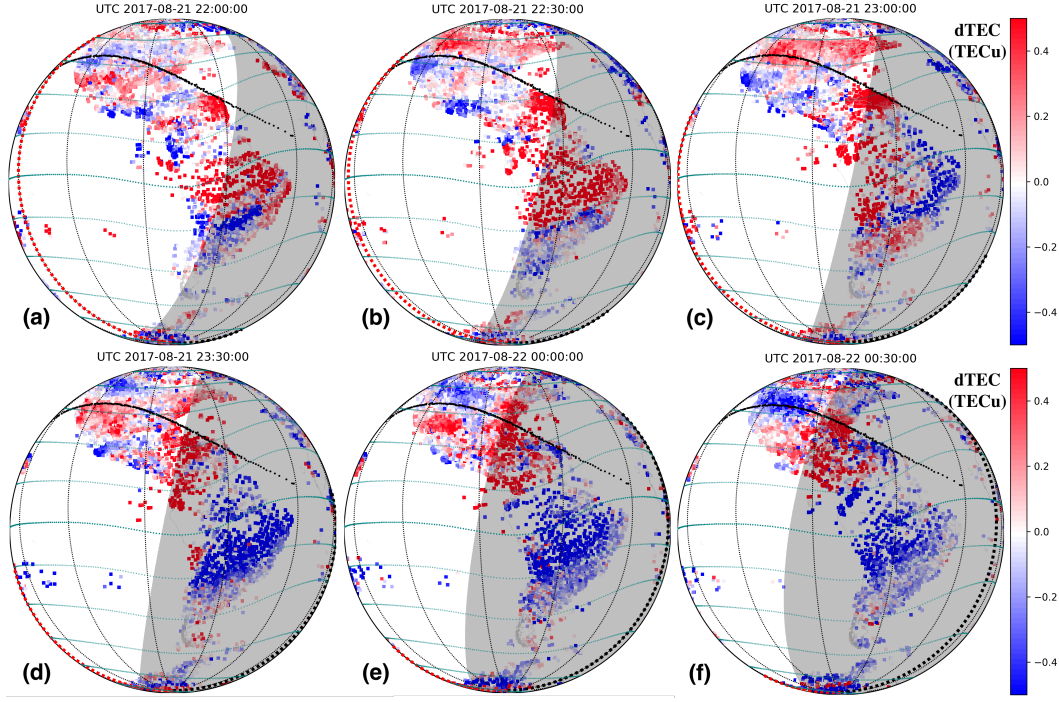 UTC 2017-08-21 22:00:00
UTC 2017-08-21 22:30:00
UTC 2017-08-21 23:00:00
dTEC
(TECu)
0.4
0.2
0.0
−0.2
−0.4
(a)
(b)
(c)
UTC 2017-08-21 23:30:00
UTC 2017-08-22 00:00:00
UTC 2017-08-22 00:30:00
dTEC
(TECu)
0.4
0.2
0.0
−0.2
−0.4
(d)
(e)
(f)